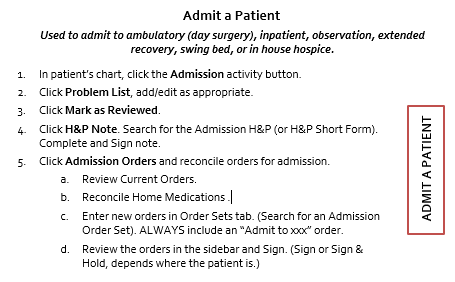 Admit a Patient
Used to admit to ambulatory (day surgery), inpatient, observation, extended
recovery, swing bed, or in house hospice.
1. In patient's chart, click the Admission activity button.
2. Click Problem List, add/edit as appropriate.
3. Click Mark as Reviewed.
4. Click H&P Note. Search for the Admission H&P (or H&P Short Form).
Complete and Sign note.
5. Click Admission Orders and reconcile orders for admission.
a. Review Current Orders.
b. Reconcile Home Medications .
c. Enter new orders in Order Sets tab. (Search for an Admission
Order Set). ALWAYS include an "Admit to xxx" order.
d. Review the orders in the sidebar and Sign. (Sign or Sign &
Hold, depends where the patient is.)
ADMIT A PATIENT